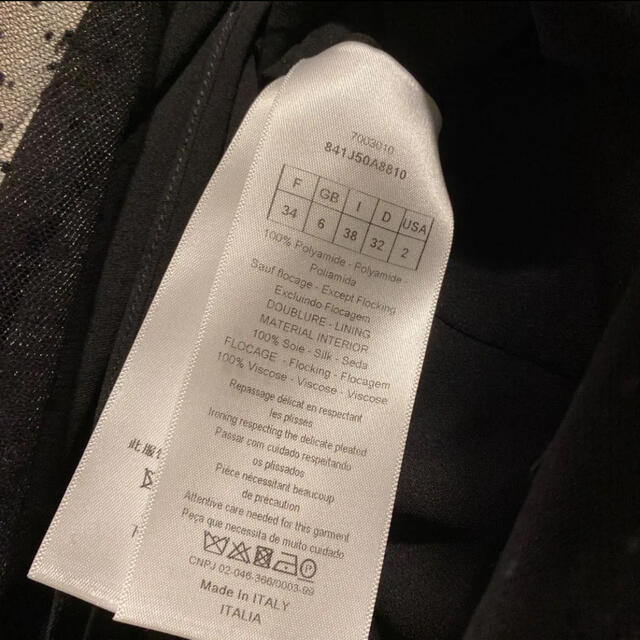 7003010
841J50A8810
F GB I D USA
34 6 38 32 2
100% Polyamide - Polyamide
Poliamida
Sauf flocage - Except Flocking
Excluindo Flocagem
DOUBLURE - LINING
MATERIAL INTERIOR
100% Soie - Silk - Seda
FLOCAGE - Flocking - Flocagem
100% Viscose - Viscose - Viscose
Repassage délicat en respectant
les plisses
Ironing respecting the delicate pleated
Passar com cuidado respeitando
os plissados
Pièce nécessitant beaucoup
de précaution
Attentive care needed for this garment
Peça que necessita de muito cuidado
CNPJ 02-046-366/0003-99
Made in ITALY
ITALIA
此服